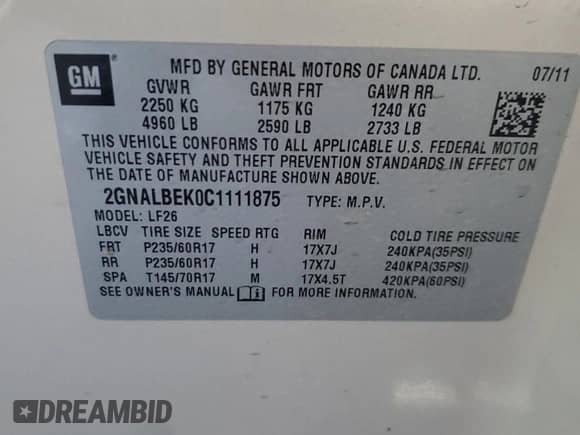 GM
MFD BY GENERAL MOTORS OF CANADA LTD. 07/11
GVWR GAWR FRT GAWR RR
2250 KG 1175 KG 1240 KG
4960 LB 2590 LB 2733 LB
THIS VEHICLE CONFORMS TO ALL APPLICABLE U.S. FEDERAL MOTOR
VEHICLE SAFETY AND THEFT PREVENTION STANDARDS IN EFFECT ON
THE DATE OF MANUFACTURE SHOWN ABOVE.
2GNALBEK0C1111875 TYPE: M.P.V.
MODEL: LF26
LBCV TIRE SIZE SPEED RTG RIM COLD TIRE PRESSURE
FRT P235/60R17 H 17X7J 240KPA(35PSI)
RR P235/60R17 H 17X7J 240KPA(35PSI)
SPA T145/70R17 M 17X4.5T 420KPA(60PSI)
SEE OWNER'S MANUAL FOR MORE INFORMATION.
DREAMBID